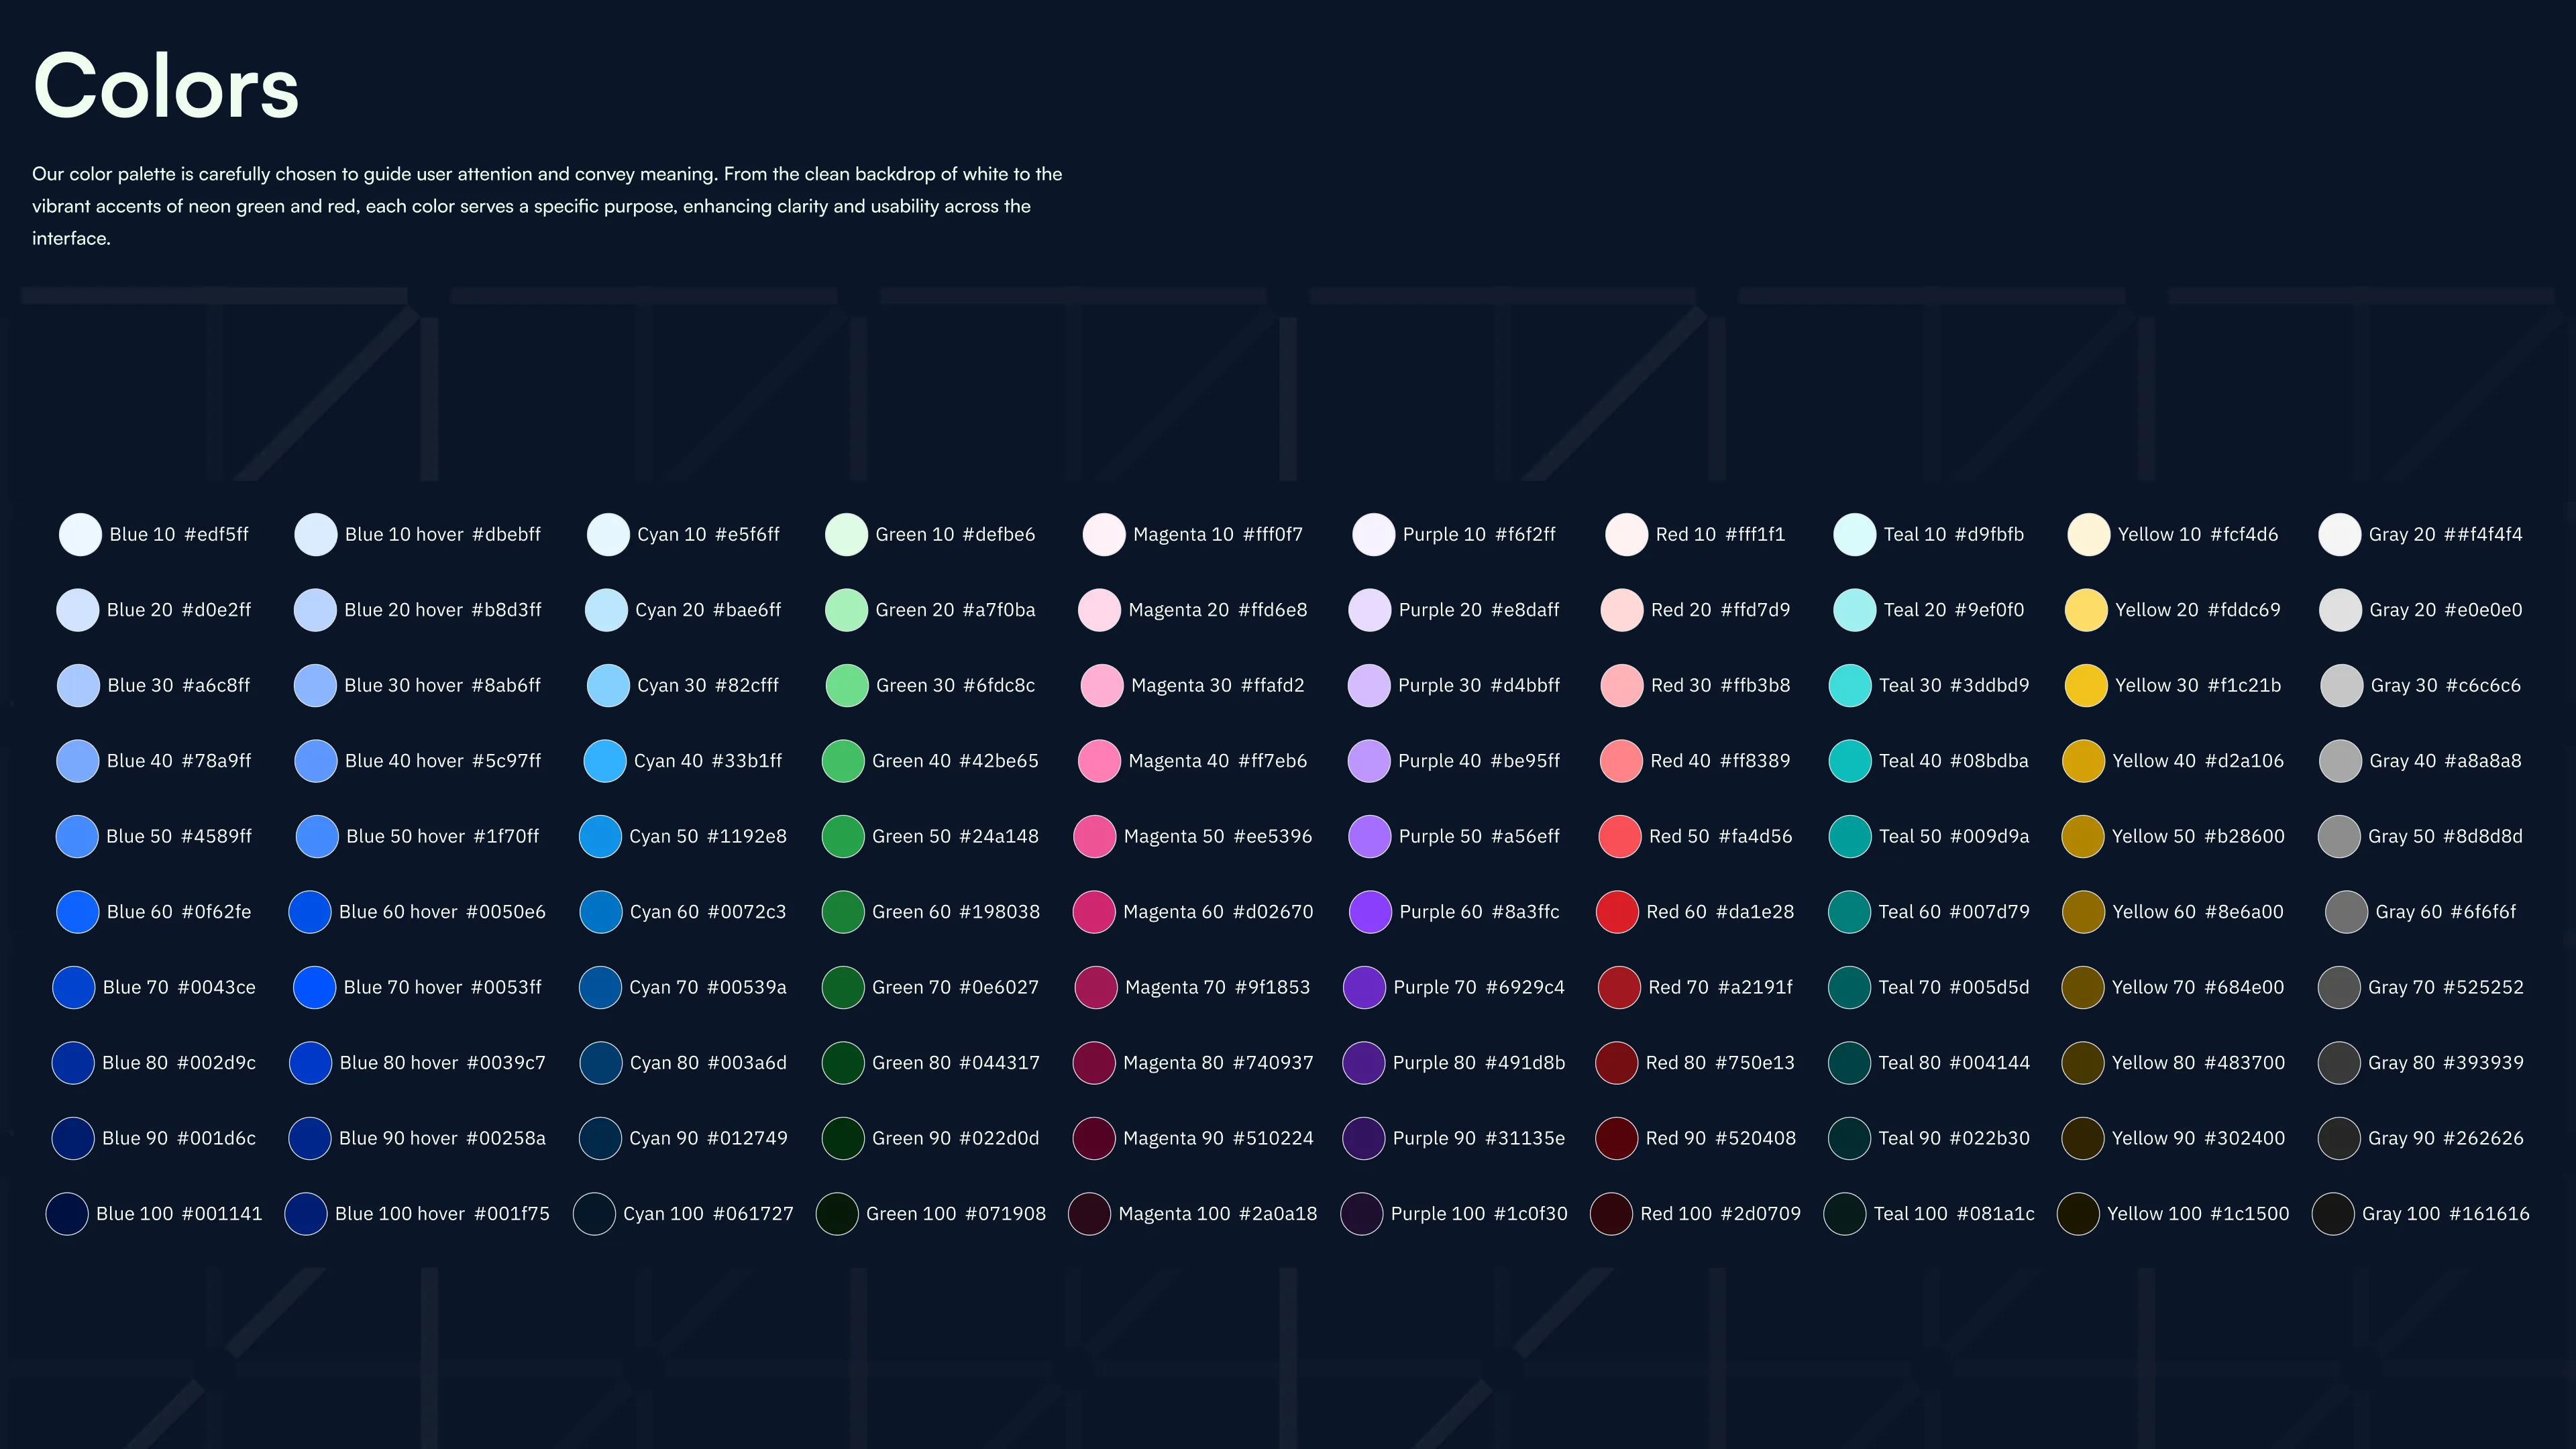 Colors
Our color palette is carefully chosen to guide user attention and convey meaning. From the clean backdrop of white to the
vibrant accents of neon green and red, each color serves a specific purpose, enhancing clarity and usability across the
interface.
Blue 10 #edf5ff Blue 10 hover #dbebff Cyan 10 #e5f6ff Green 10 #defbe6 Magenta 10 #fff0f7 Purple 10 #f6f2ff Red 10 #fff1f1 Teal 10 #d9fbfb Yellow 10 #fcf4d6 Gray 20 ##f4f4f4
Blue 20 #d0e2ff Blue 20 hover #b8d3ff Cyan 20 #bae6ff Green 20 #a7f0ba Magenta 20 #ffd6e8 Purple 20 #e8daff Red 20 #ffd7d9 Teal 20 #9ef0f0 Yellow 20 #fddc69 Gray 20 #e0e0e0
Blue 30 #a6c8ff Blue 30 hover #8ab6ff Cyan 30 #82cfff Green 30 #6fdc8c Magenta 30 #ffafd2 Purple 30 #d4bbff Red 30 #ffb3b8 Teal 30 #3ddbd9 Yellow 30 #f1c21b Gray 30 #c6c6c6
Blue 40 #78a9ff Blue 40 hover #5c97ff Cyan 40 #33b1ff Green 40 #42be65 Magenta 40 #ff7eb6 Purple 40 #be95ff Red 40 #ff8389 Teal 40 #08bdba Yellow 40 #d2a106 Gray 40 #a8a8a8
Blue 50 #4589ff Blue 50 hover #1f70ff Cyan 50 #1192e8 Green 50 #24a148 Magenta 50 #ee5396 Purple 50 #a56eff Red 50 #fa4d56 Teal 50 #009d9a Yellow 50 #b28600 Gray 50 #8d8d8d
Blue 60 #0f62fe Blue 60 hover #0050e6 Cyan 60 #0072c3 Green 60 #198038 Magenta 60 #d02670 Purple 60 #8a3ffc Red 60 #da1e28 Teal 60 #007d79 Yellow 60 #8e6a00 Gray 60 #6f6f6f
Blue 70 #0043ce Blue 70 hover #0053ff Cyan 70 #00539a Green 70 #0e6027 Magenta 70 #9f1853 Purple 70 #6929c4 Red 70 #a2191f Teal 70 #005d5d Yellow 70 #684e00 Gray 70 #525252
Blue 80 #002d9c Blue 80 hover #0039c7 Cyan 80 #003a6d Green 80 #044317 Magenta 80 #740937 Purple 80 #491d8b Red 80 #750e13 Teal 80 #004144 Yellow 80 #483700 Gray 80 #393939
Blue 90 #001d6c Blue 90 hover #00258a Cyan 90 #012749 Green 90 #022d0d Magenta 90 #510224 Purple 90 #31135e Red 90 #520408 Teal 90 #022b30 Yellow 90 #302400 Gray 90 #262626
Blue 100 #001141 Blue 100 hover #001f75 Cyan 100 #061727 Green 100 #071908 Magenta 100 #2a0a18 Purple 100 #1c0f30 Red 100 #2d0709 Teal 100 #081a1c Yellow 100 #1c1500 Gray 100 #161616